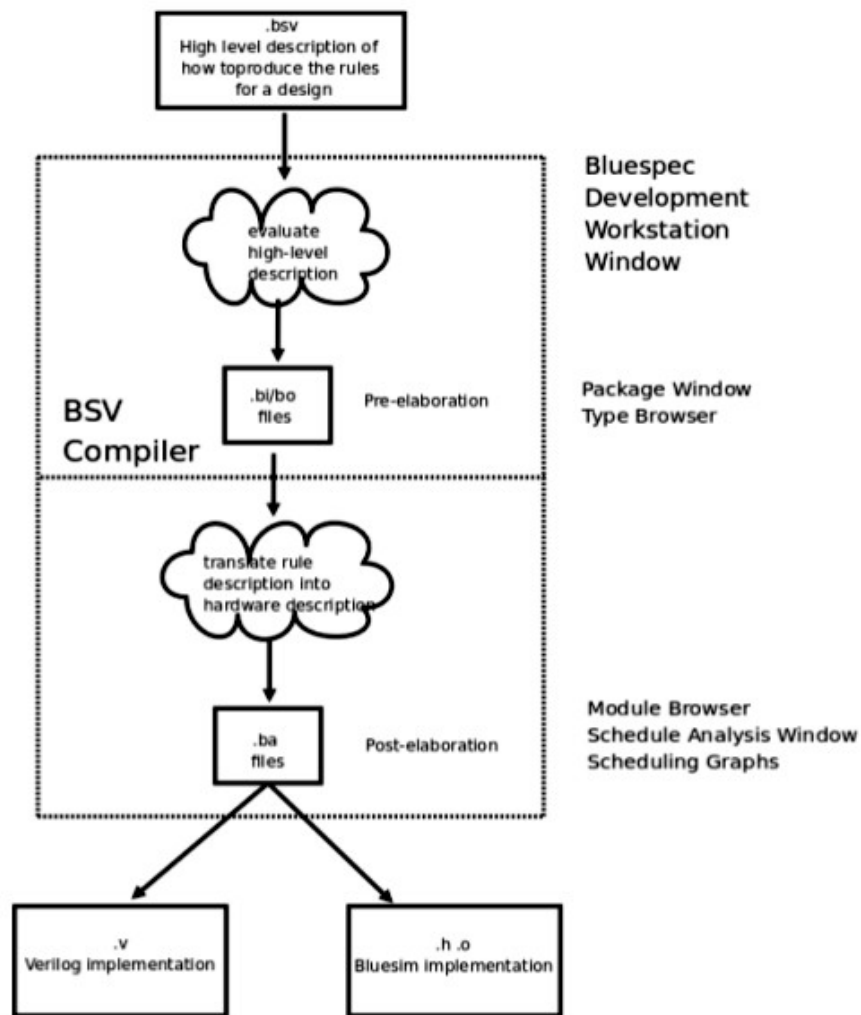 .bsv
High level description of
how toproduce the rules
for a design
Bluespec
Development
Workstation
Window
evaluate
high-level
description
.bi/bo
files
Pre-elaboration
Package Window
Type Browser
BSV
Compiler
translate rule
description into
hardware description
.ba
files
Post-elaboration
Module Browser
Schedule Analysis Window
Scheduling Graphs
.v
Verilog implementation
.h .o
Bluesim implementation